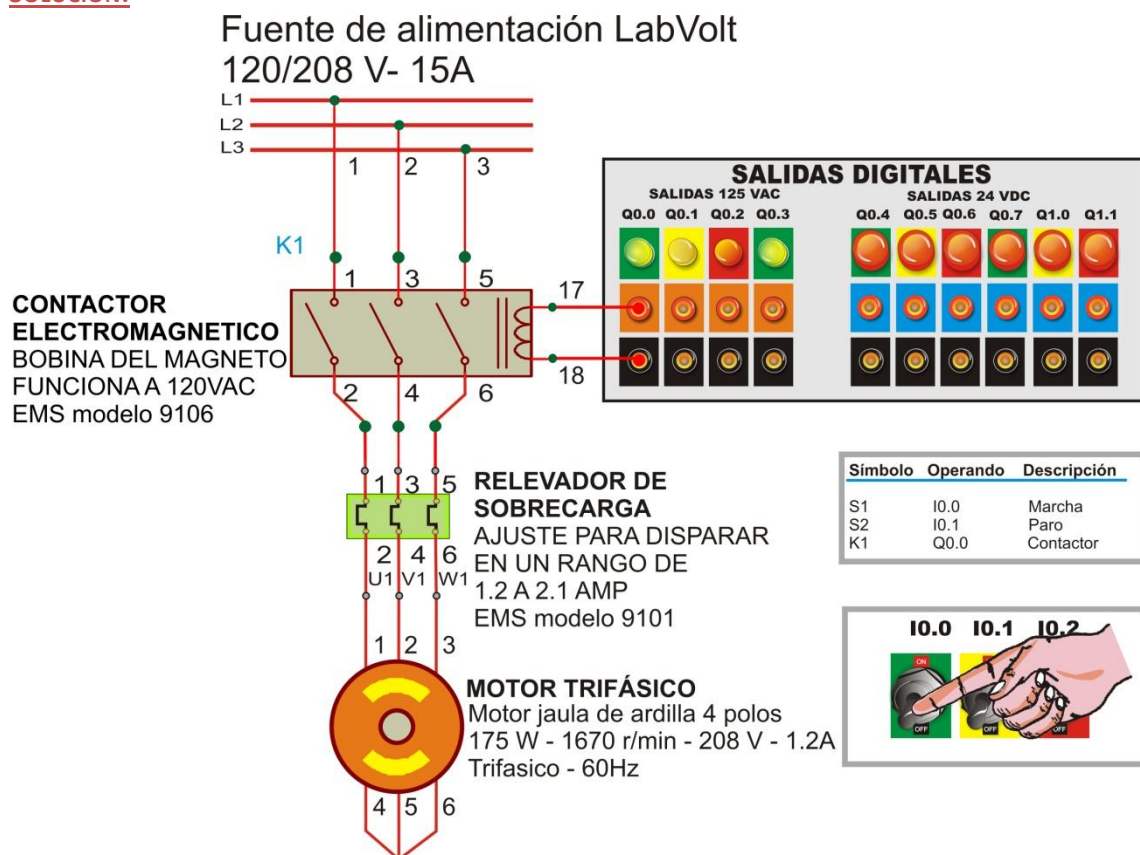 SOLUCIÓN:
Fuente de alimentación LabVolt
120/208 V- 15A
L1
L2
L3
1 2 3
K1
1 3 5
CONTACTOR
ELECTROMAGNETICO
BOBINA DEL MAGNETO
FUNCIONA A 120VAC
EMS modelo 9106
2 4 6
17
18
SALIDAS DIGITALES
SALIDAS 125 VAC
SALIDAS 24 VDC
Q0.0 Q0.1 Q0.2 Q0.3
Q0.4 Q0.5 Q0.6 Q0.7 Q1.0 Q1.1
1 3 5
RELEVADOR DE
SOBRECARGA
AJUSTE PARA DISPARAR
EN UN RANGO DE
1.2 A 2.1 AMP
EMS modelo 9101
2 4 6
U1 V1 W1
Símbolo Operando Descripción
S1 I0.0 Marcha
S2 I0.1 Paro
K1 Q0.0 Contactor
I0.0 I0.1 I0.2
ON
OFF OFF OFF
1 2 3
MOTOR TRIFÁSICO
Motor jaula de ardilla 4 polos
175 W - 1670 r/min - 208 V - 1.2A
Trifasico - 60Hz
4 5 6